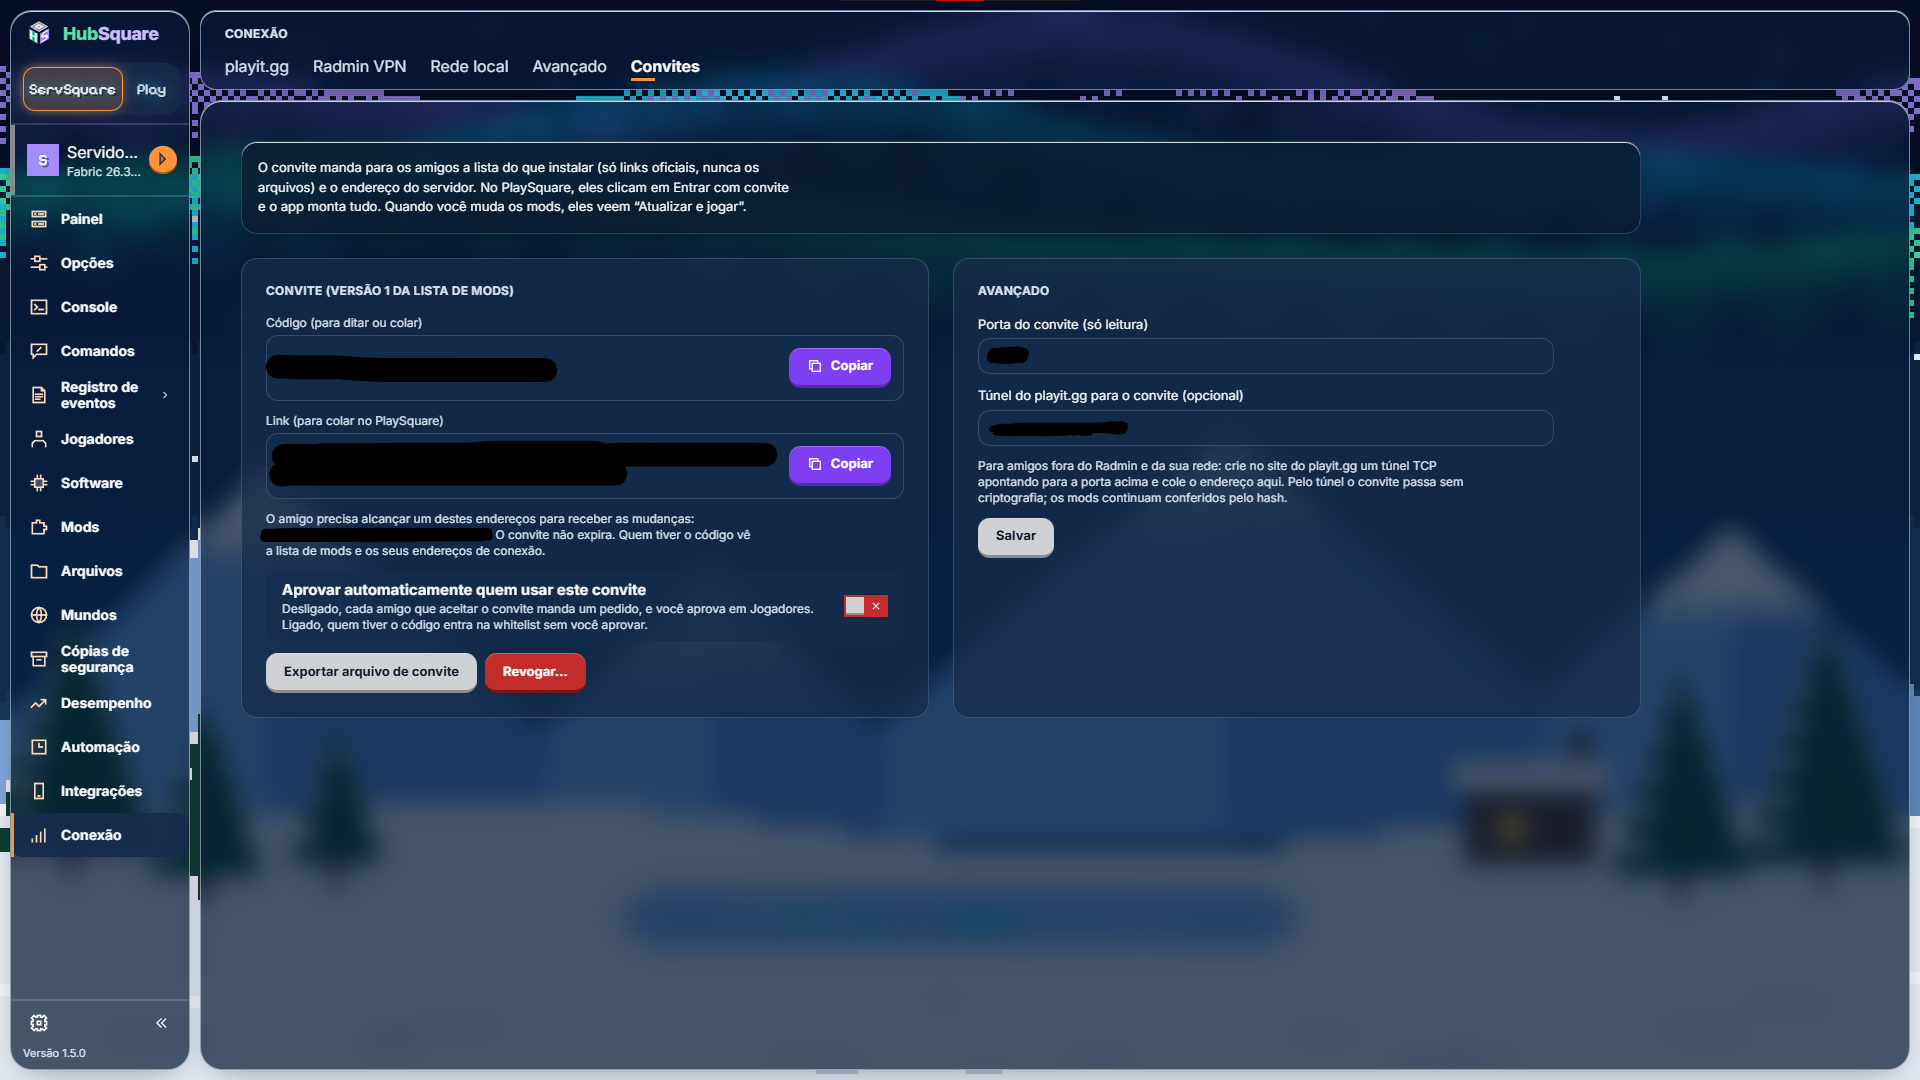 HubSquare
ServSquare
Play
S
Servido...
Fabric 26.3...
Painel
Opções
Console
Comandos
Registro de
eventos
Jogadores
Software
Mods
Arquivos
Mundos
Cópias de
segurança
Desempenho
Automação
Integrações
Conexão
Versão 1.5.0
CONEXÃO
playit.gg
Radmin VPN
Rede local
Avançado
Convites
O convite manda para os amigos a lista do que instalar (só links oficiais, nunca os
arquivos) e o endereço do servidor. No PlaySquare, eles clicam em Entrar com convite
e o app monta tudo. Quando você muda os mods, eles veem “Atualizar e jogar”.
CONVITE (VERSÃO 1 DA LISTA DE MODS)
Código (para ditar ou colar)
Copiar
Link (para colar no PlaySquare)
Copiar
O amigo precisa alcançar um destes endereços para receber as mudanças:
O convite não expira. Quem tiver o código vê
a lista de mods e os seus endereços de conexão.
Aprovar automaticamente quem usar este convite
Desligado, cada amigo que aceitar o convite manda um pedido, e você aprova em Jogadores.
Ligado, quem tiver o código entra na whitelist sem você aprovar.
Exportar arquivo de convite
Revogar...
AVANÇADO
Porta do convite (só leitura)
Túnel do playit.gg para o convite (opcional)
Para amigos fora do Radmin e da sua rede: crie no site do playit.gg um túnel TCP
apontando para a porta acima e cole o endereço aqui. Pelo túnel o convite passa sem
criptografia; os mods continuam conferidos pelo hash.
Salvar